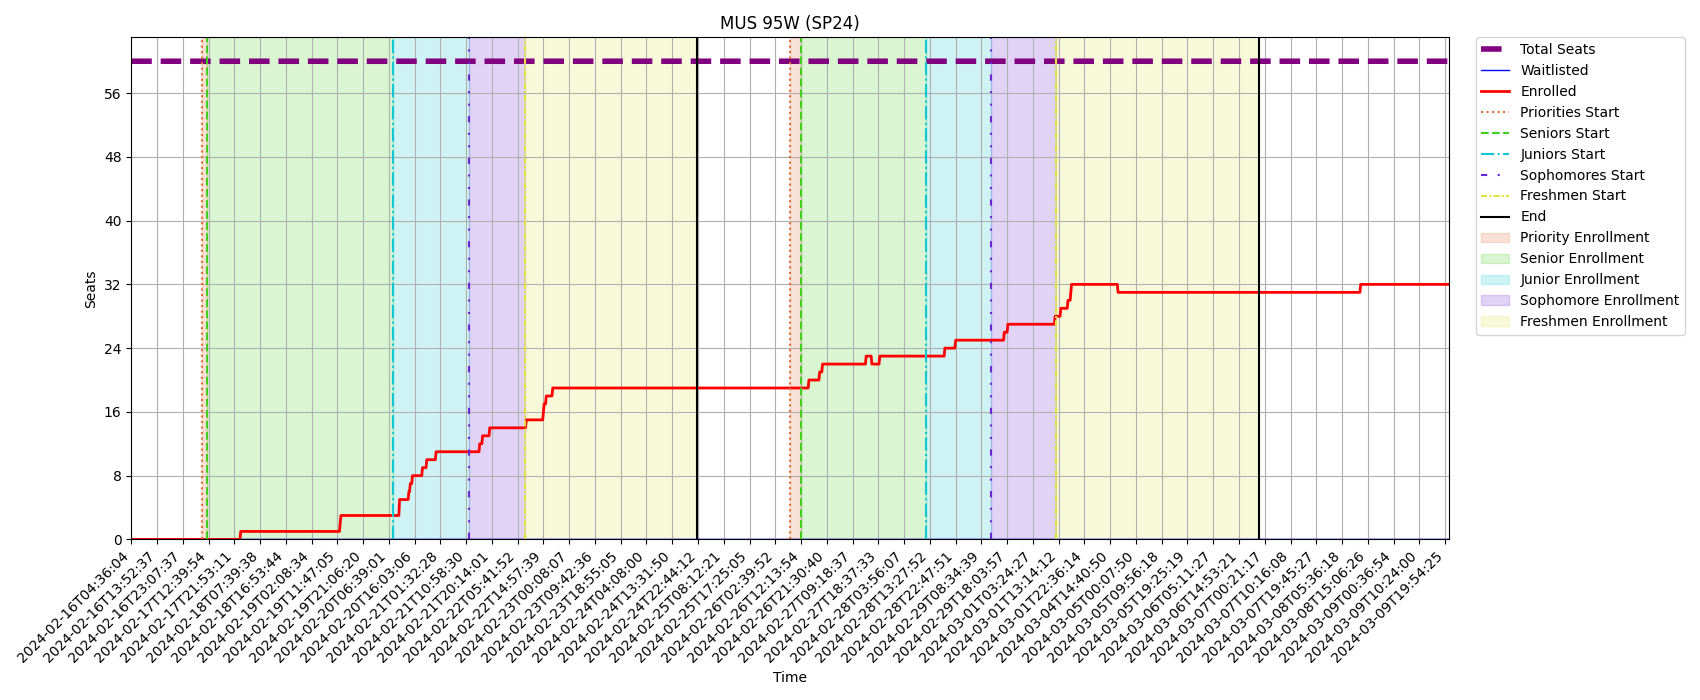 MUS 95W (SP24)
Total Seats
Waitlisted
Enrolled
Priorities Start
Seniors Start
Juniors Start
Sophomores Start
Freshmen Start
End
Priority Enrollment
Senior Enrollment
Junior Enrollment
Sophomore Enrollment
Freshmen Enrollment
Seats
56
48
40
32
24
16
8
0
2024-02-16T04:36:04
2024-02-16T13:52:37
2024-02-16T23:07:37
2024-02-17T12:39:54
2024-02-17T21:53:11
2024-02-18T07:39:38
2024-02-18T16:53:44
2024-02-19T02:08:34
2024-02-19T11:47:05
2024-02-19T21:06:20
2024-02-20T06:39:01
2024-02-20T16:03:06
2024-02-21T01:32:28
2024-02-21T10:58:30
2024-02-21T20:14:01
2024-02-22T05:41:52
2024-02-22T14:57:39
2024-02-23T00:08:07
2024-02-23T09:42:36
2024-02-23T18:55:05
2024-02-24T04:08:00
2024-02-24T13:31:50
2024-02-24T22:44:12
2024-02-25T08:12:21
2024-02-25T17:25:05
2024-02-26T02:39:52
2024-02-26T12:13:54
2024-02-26T21:30:40
2024-02-27T09:18:37
2024-02-27T18:37:33
2024-02-28T03:56:07
2024-02-28T13:27:52
2024-02-28T22:47:51
2024-02-29T08:34:39
2024-02-29T18:03:57
2024-03-01T03:24:27
2024-03-01T13:14:12
2024-03-01T22:36:14
2024-03-04T14:40:50
2024-03-05T00:07:50
2024-03-05T09:56:18
2024-03-05T19:25:19
2024-03-06T05:11:27
2024-03-06T14:53:21
2024-03-07T00:21:17
2024-03-07T10:16:08
2024-03-07T19:45:27
2024-03-08T05:36:18
2024-03-08T15:06:26
2024-03-09T00:36:54
2024-03-09T10:24:00
2024-03-09T19:54:25
Time